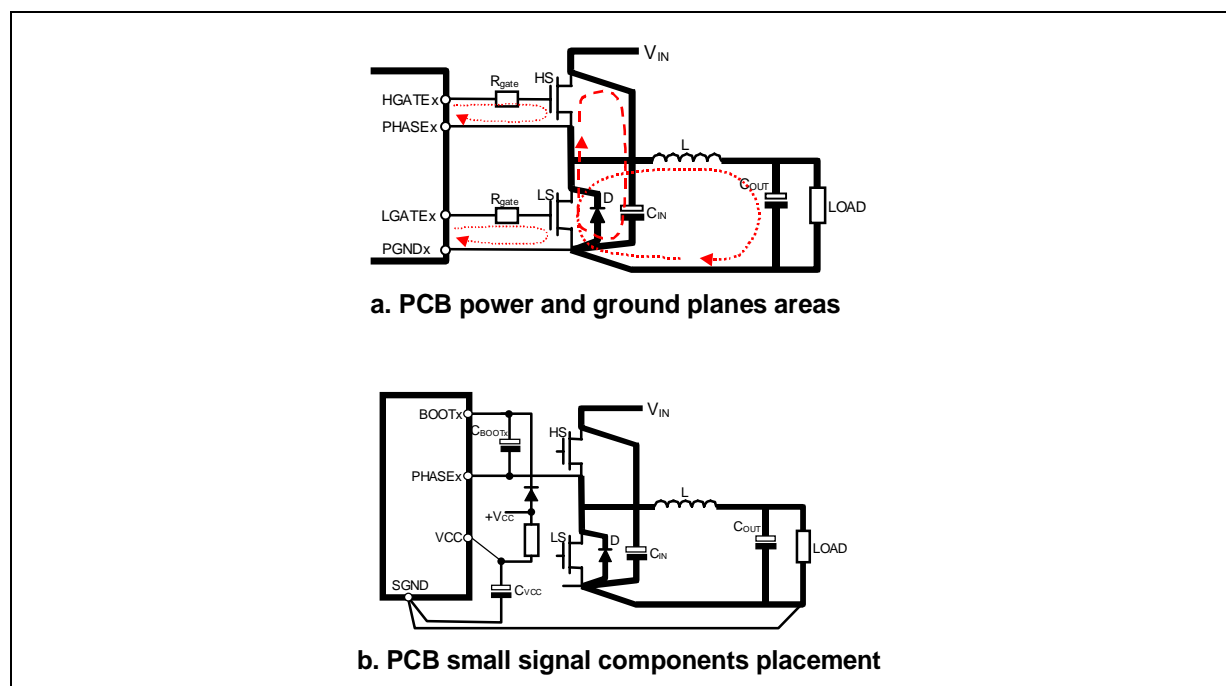 VIN
HS
Rgate
HGATEx
PHASEx
L
COUT
LOAD
Rgate
LS
D
CIN
LGATEx
PGNDx
a. PCB power and ground planes areas
BOOTx
CBOOTx
VIN
HS
PHASEx
L
+VCC
VCC
LS
D
CIN
COUT
LOAD
SGND
CVCC
b. PCB small signal components placement